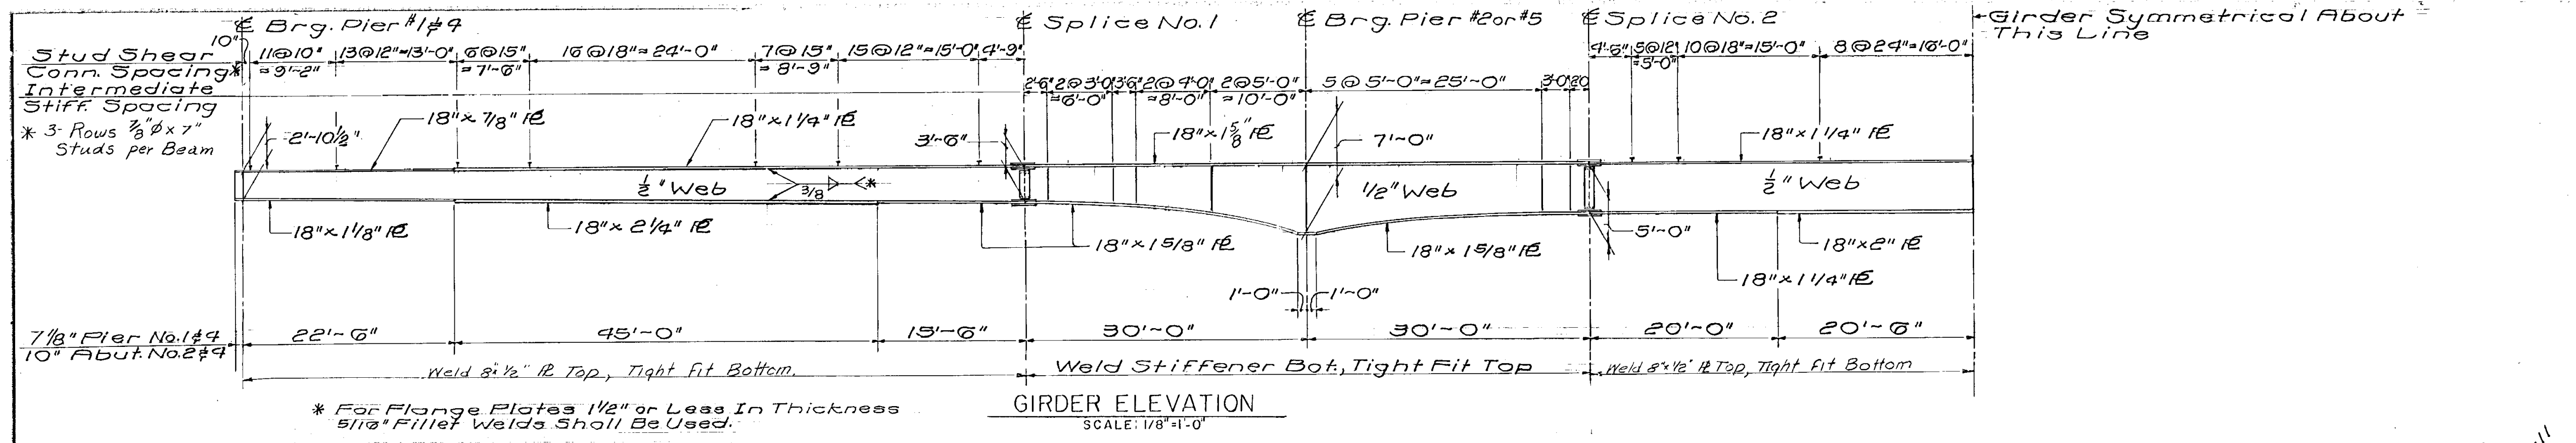 ℄ Brg. Pier #1&4
℄ Splice No. 1
℄ Brg. Pier #2or#5
℄ Splice No. 2
Girder Symmetrical About
This Line
Stud Shear
Conn. Spacing*
10"
11@10"
=9'-2"
13@12"=13'-0"
6@15"
=7'-6"
16@18"=24'-0"
7@15"
=8'-9"
15@12"=15'-0"
4'-9"
4'-6"
5@12"
=5'-0"
10@18"=15'-0"
8@24"=16'-0"
Intermediate
Stiff. Spacing
2'-6"
2@3'-0"
=6'-0"
3'-6"
2@4'-0"
=8'-0"
2@5'-0"
=10'-0"
5@5'-0"=25'-0"
3'-0"
2'-0"
* 3- Rows 7/8"φ x 7"
Studs per Beam
2'-10½"
18"x 7/8" ℄
18"x 1 1/4" ℄
3'-6"
18"x 1 5/8" ℄
7'-0"
18"x 1 1/4" ℄
½" Web
3/8
*
1/2" Web
½" Web
18"x 1 1/8" ℄
18"x 2 1/4" ℄
18"x 1 5/8" ℄
18"x 1 5/8" ℄
5'-0"
18"x2" ℄
18"x 1 1/4" ℄
1'-0"
1'-0"
7 1/8" Pier No. 1&4
10" Abut. No. 2&4
22'-6"
45'-0"
15'-6"
30'-0"
30'-0"
20'-0"
20'-6"
Weld 8"x½" ℄ Top, Tight Fit Bottom.
Weld Stiffener Bot., Tight Fit Top
Weld 8"x½" ℄ Top, Tight Fit Bottom
* For Flange Plates 1 1/2" or Less In Thickness
5/16" Fillet Welds Shall Be Used.
GIRDER ELEVATION
SCALE: 1/8"=1'-0"